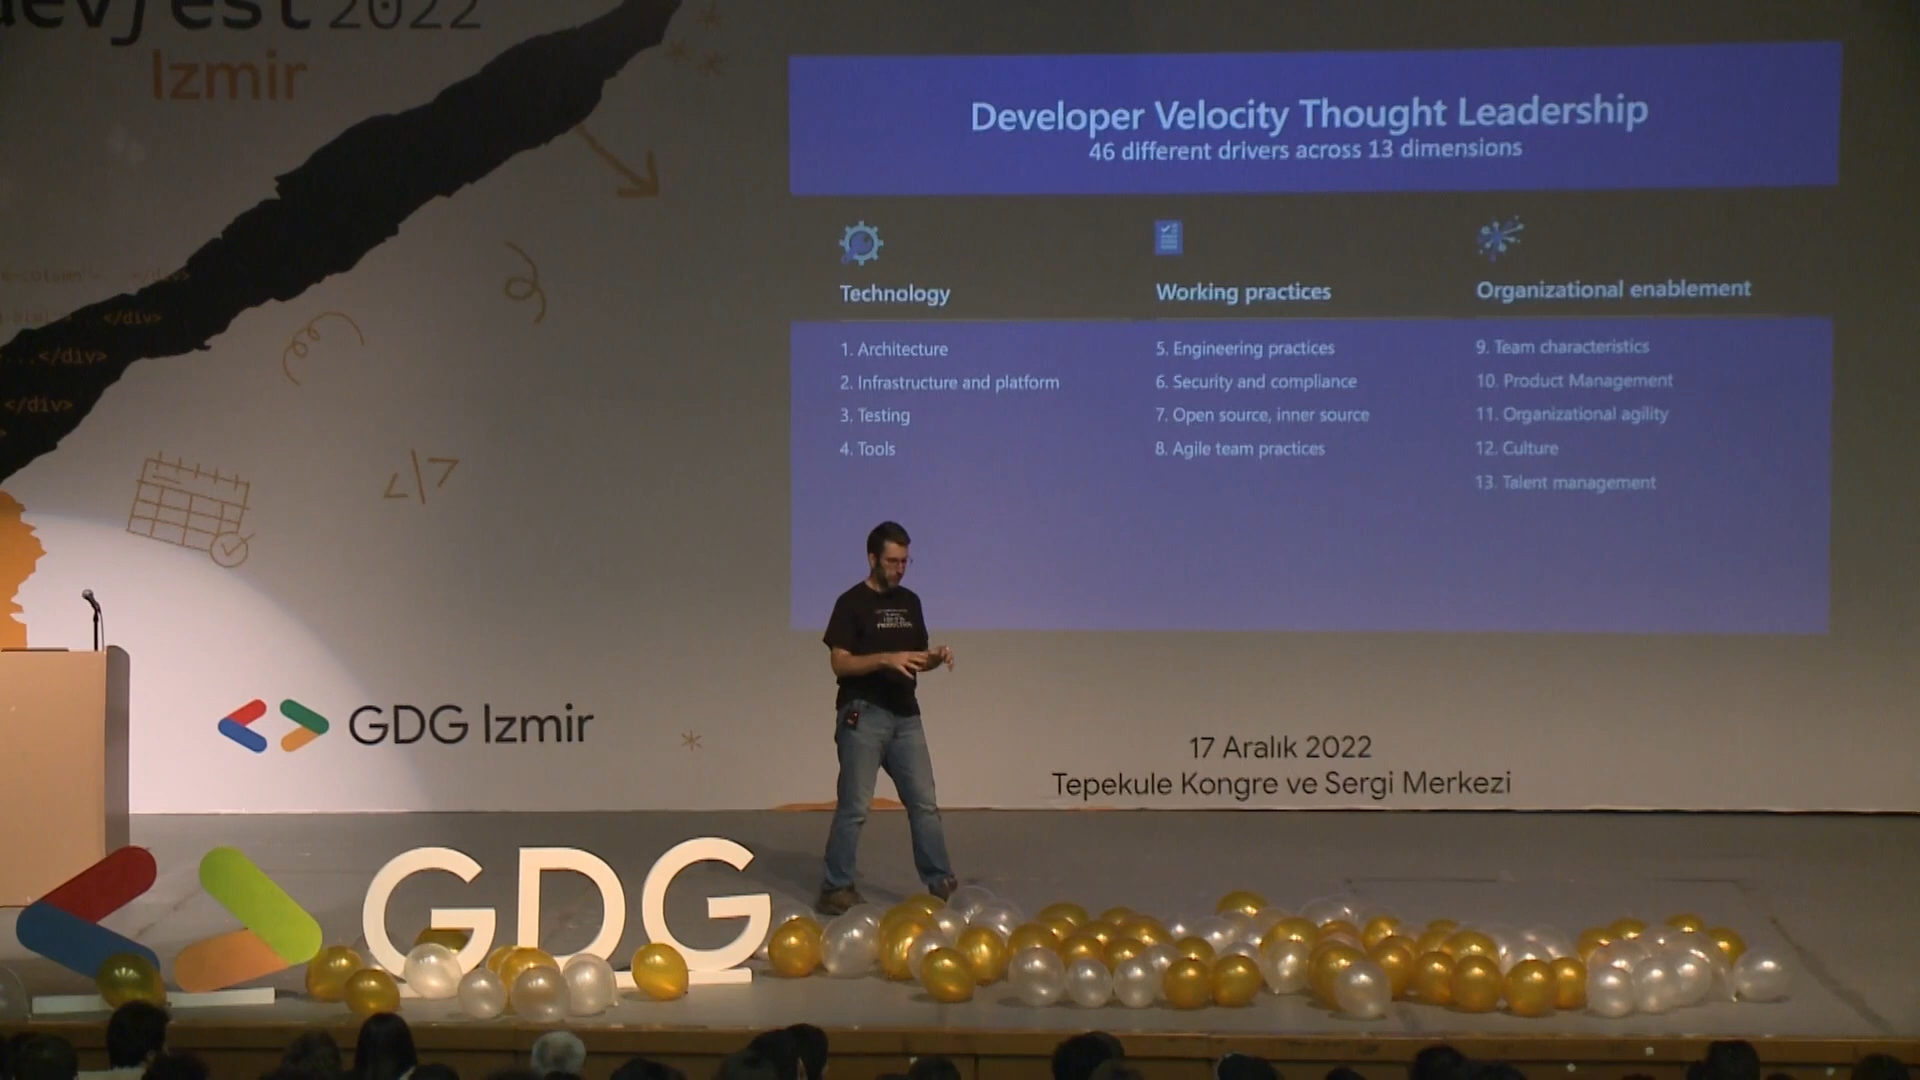 devfest 2022
Izmir
Developer Velocity Thought Leadership
46 different drivers across 13 dimensions
Technology
1. Architecture
2. Infrastructure and platform
3. Testing
4. Tools
Working practices
5. Engineering practices
6. Security and compliance
7. Open source, inner source
8. Agile team practices
Organizational enablement
9. Team characteristics
10. Product Management
11. Organizational agility
12. Culture
13. Talent management
</div>
...</div>
</div>
</>
GDG Izmir
17 Aralık 2022
Tepekule Kongre ve Sergi Merkezi
GDG